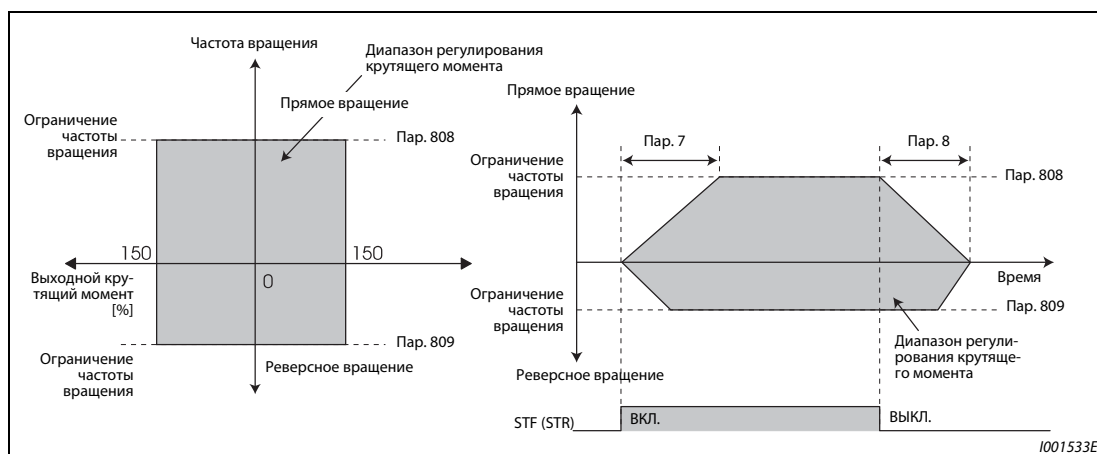 Частота вращения
Диапазон регулирования
крутящего момента
Прямое вращение
Ограничение
частоты
вращения
Пар. 808
150
150
0
Выходной кру-
тящий момент
[%]
Ограничение
частоты
вращения
Пар. 809
Реверсное вращение
Прямое вращение
Пар. 7
Пар. 8
Ограничение
частоты
вращения
Пар. 808
Время
Ограничение
частоты
вращения
Пар. 809
Диапазон регули-
рования крутяще-
го момента
Реверсное вращение
STF (STR)
ВКЛ.
ВЫКЛ.
I001533E